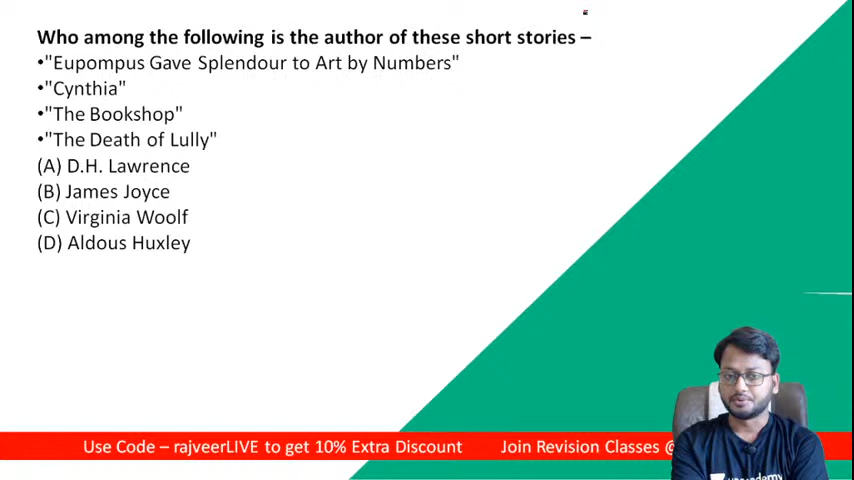 Who among the following is the author of these short stories –
•"Eupompus Gave Splendour to Art by Numbers"
•"Cynthia"
•"The Bookshop"
•"The Death of Lully"
(A) D.H. Lawrence
(B) James Joyce
(C) Virginia Woolf
(D) Aldous Huxley
Use Code – rajveerLIVE to get 10% Extra Discount
Join Revision Classes @